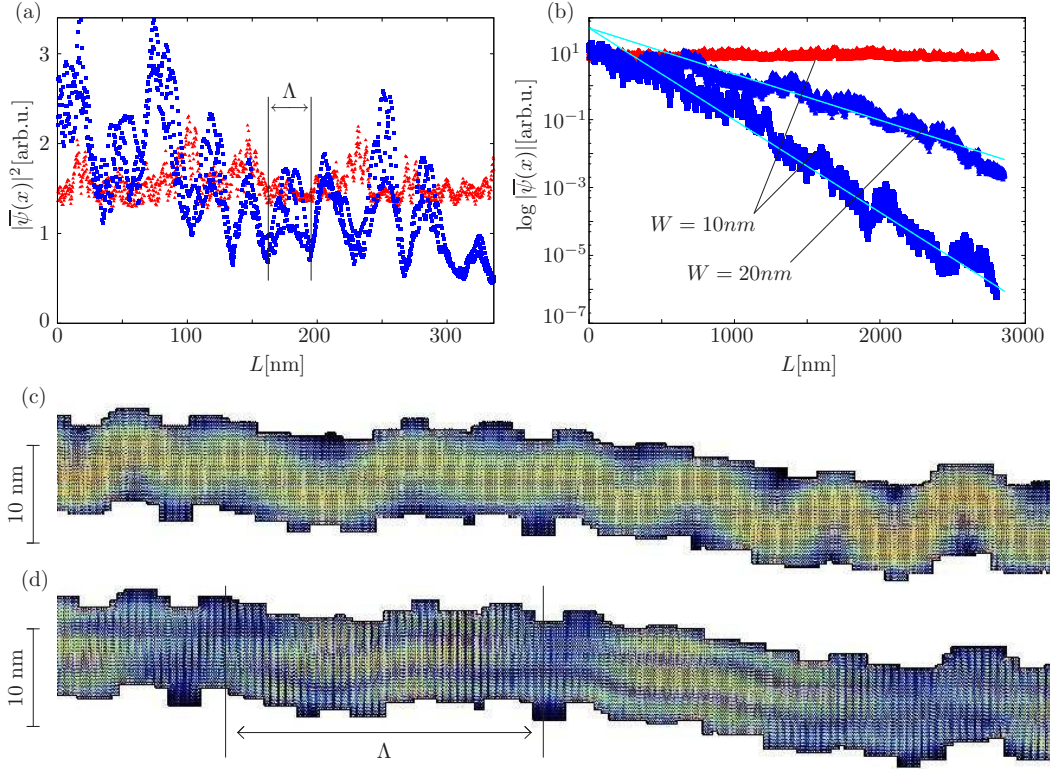 (a)
3
2
1
0
|ψ̅(x)|² [arb.u.]
Λ
0 100 200 300
L[nm]
(b)
10¹
10⁻¹
10⁻³
10⁻⁵
10⁻⁷
log |ψ̅(x)|[arb.u.]
W = 10nm
W = 20nm
0 1000 2000 3000
L[nm]
(c)
10 nm
(d)
10 nm
Λ